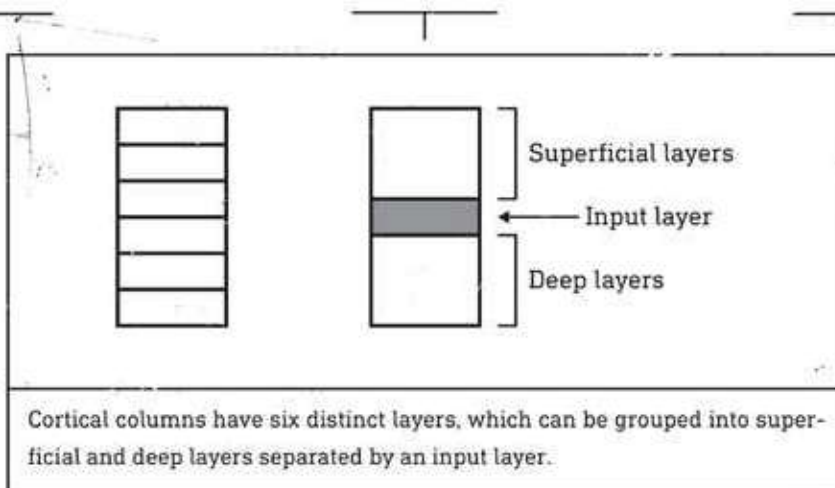 Superficial layers
Input layer
Deep layers
Cortical columns have six distinct layers, which can be grouped into super-
ficial and deep layers separated by an input layer.